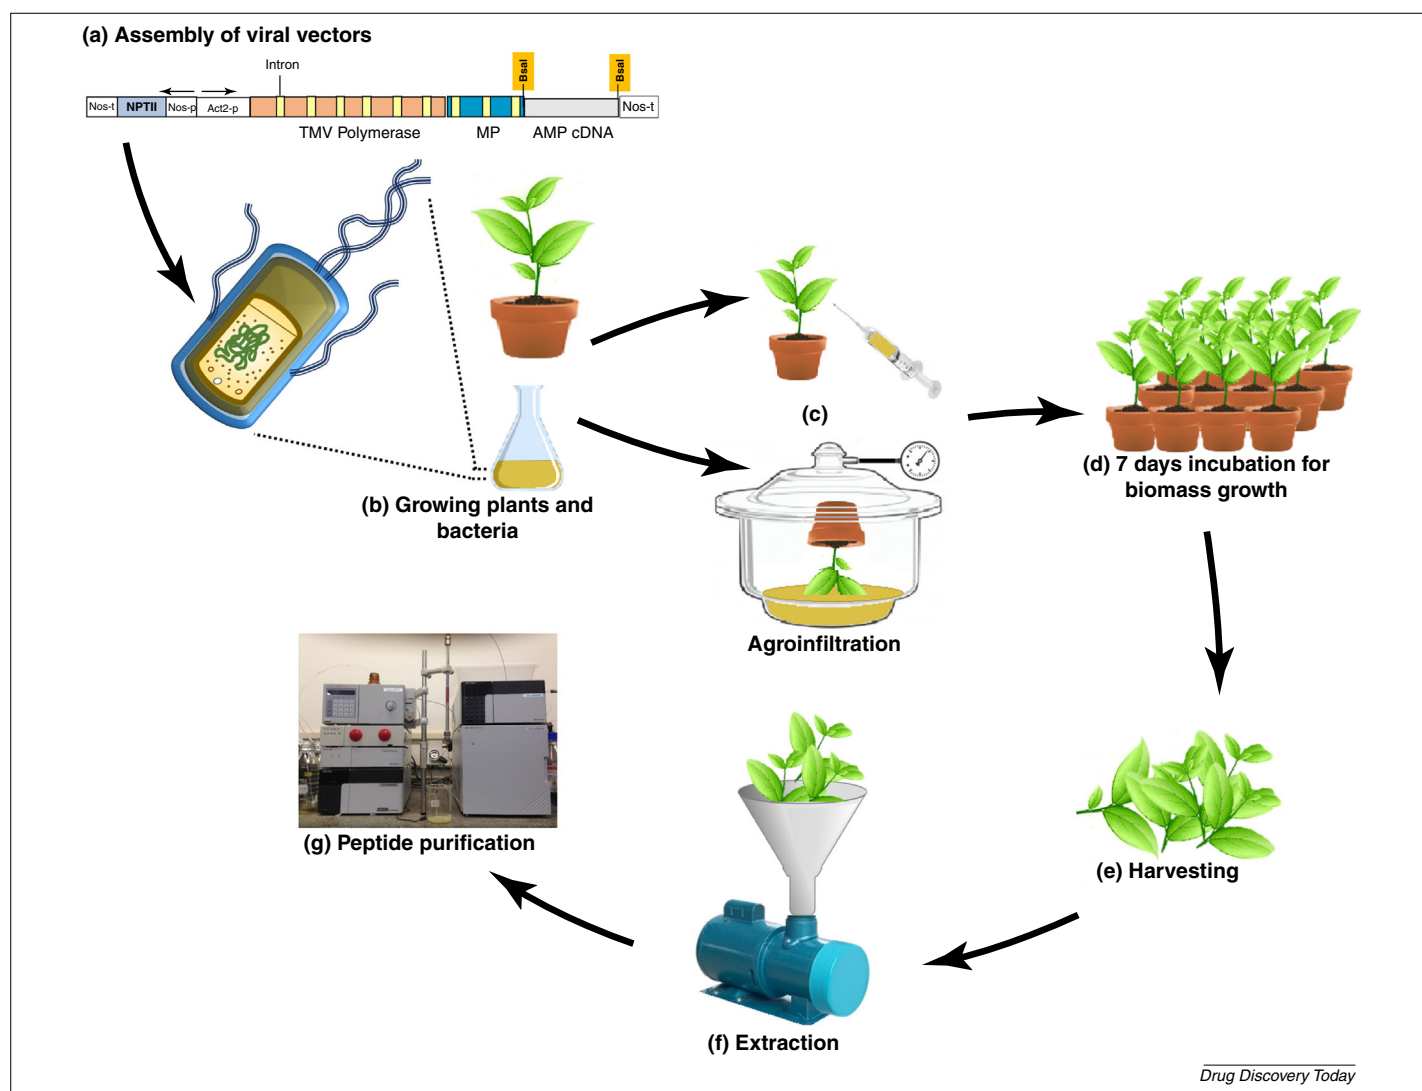 (a) Assembly of viral vectors
Intron
BsaI
BsaI
Nos-t NPTII Nos-p Act2-p Nos-t
TMV Polymerase MP AMP cDNA
(b) Growing plants and
bacteria
(c)
Agroinfiltration
(d) 7 days incubation for
biomass growth
(e) Harvesting
(f) Extraction
(g) Peptide purification
Drug Discovery Today